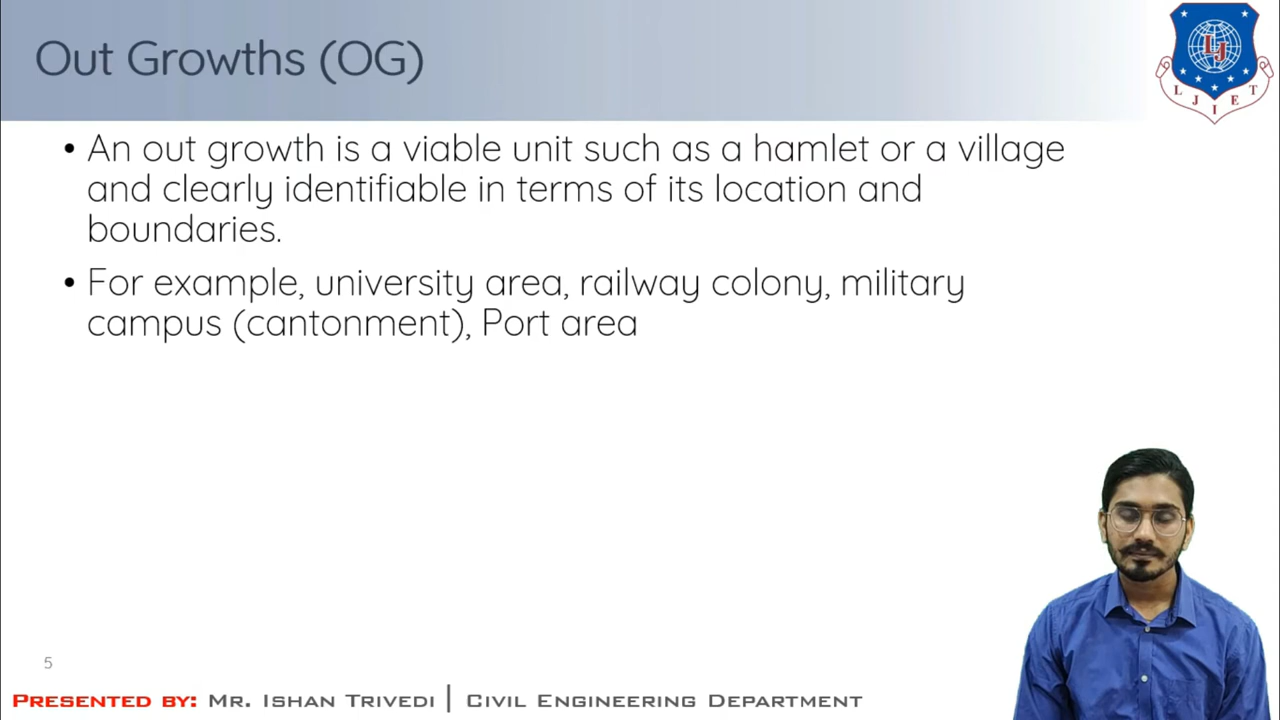 Out Growths (OG)
LJ
L J I E T
• An out growth is a viable unit such as a hamlet or a village
and clearly identifiable in terms of its location and
boundaries.
• For example, university area, railway colony, military
campus (cantonment), Port area
5
PRESENTED BY: MR. ISHAN TRIVEDI | CIVIL ENGINEERING DEPARTMENT